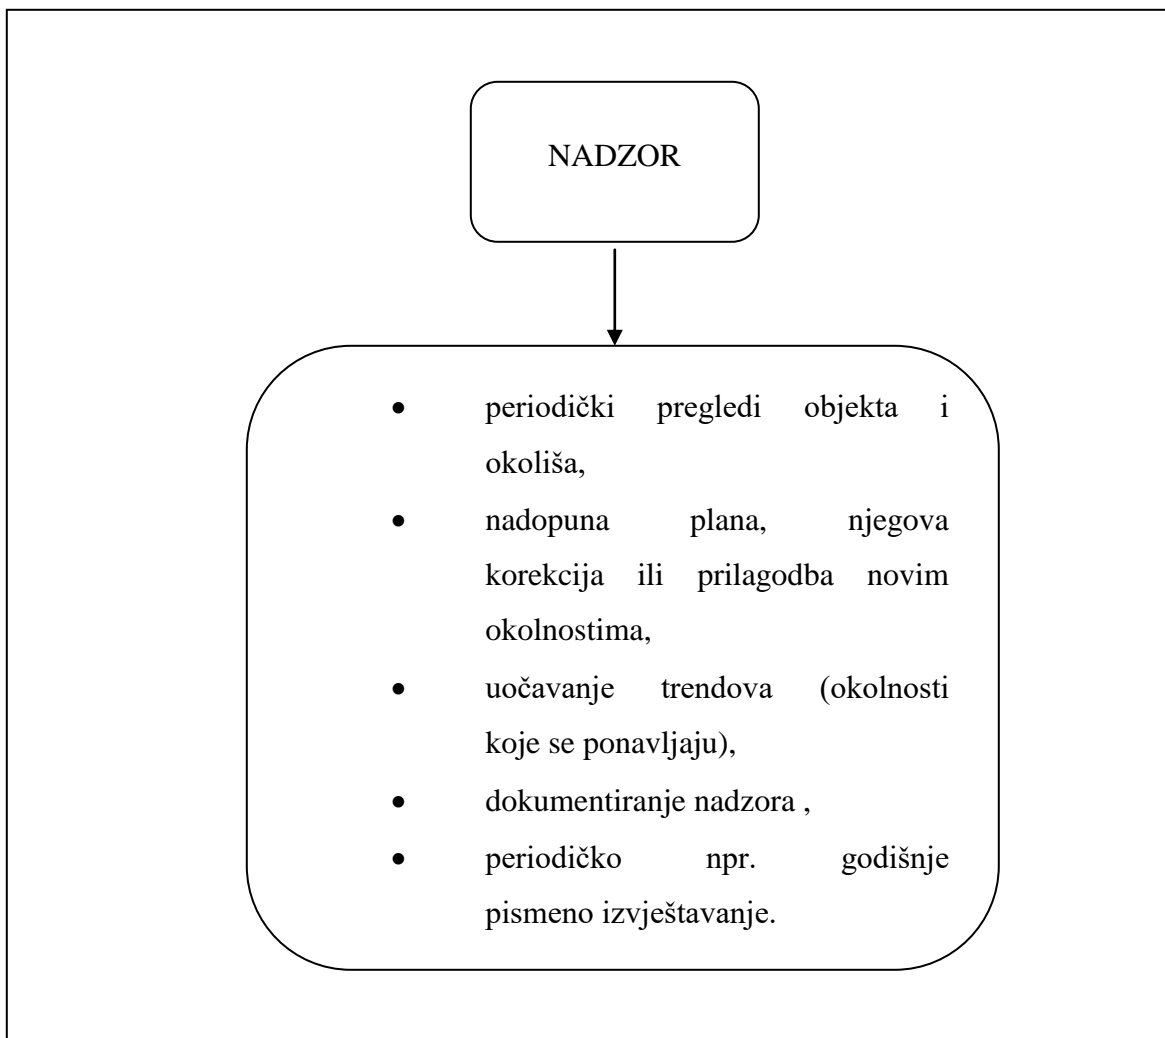 NADZOR
• periodički pregledi objekta i
okoliša,
• nadopuna plana, njegova
korekcija ili prilagodba novim
okolnostima,
• uočavanje trendova (okolnosti
koje se ponavljaju),
• dokumentiranje nadzora ,
• periodičko npr. godišnje
pismeno izvještavanje.